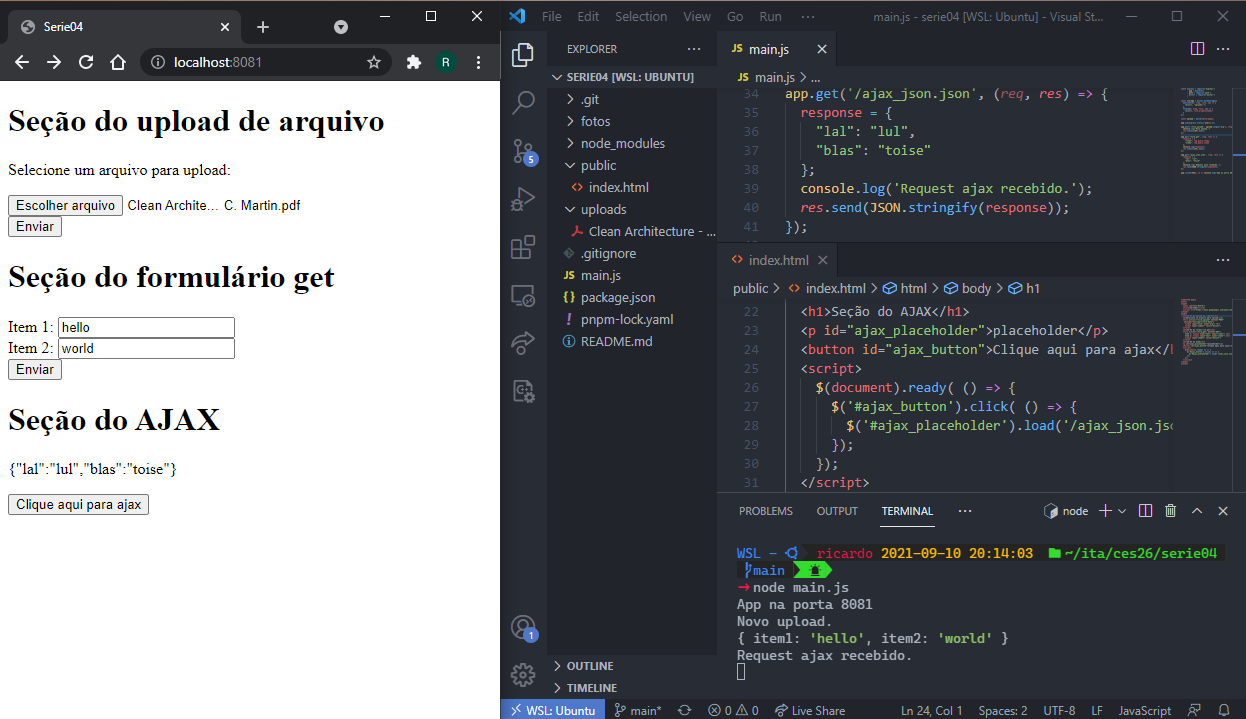 Serie04
localhost:8081
R
Seção do upload de arquivo
Selecione um arquivo para upload:
Escolher arquivo Clean Archite... C. Martin.pdf
Enviar
Seção do formulário get
Item 1: hello
Item 2: world
Enviar
Seção do AJAX
{"lal":"lul","blas":"toise"}
Clique aqui para ajax
File Edit Selection View Go Run ··· main.js - serie04 [WSL: Ubuntu] - Visual St...
5
1
EXPLORER ···
SERIE04 [WSL: UBUNTU]
.git
fotos
node_modules
public
index.html
uploads
Clean Architecture - ...
.gitignore
main.js
package.json
pnpm-lock.yaml
README.md
OUTLINE
TIMELINE
JS main.js
JS main.js > ...
34 app.get('/ajax_json.json', (req, res) => {
35 response = {
36 "lal": "lul",
37 "blas": "toise"
38 };
39 console.log('Request ajax recebido.');
40 res.send(JSON.stringify(response));
41 });
index.html
public > index.html > html > body > h1
22 <h1>Seção do AJAX</h1>
23 <p id="ajax_placeholder">placeholder</p>
24 <button id="ajax_button">Clique aqui para ajax</
25 <script>
26 $(document).ready( () => {
27 $('#ajax_button').click( () => {
28 $('#ajax_placeholder').load('/ajax_json.jso
29 });
30 });
31 </script>
PROBLEMS OUTPUT TERMINAL ··· node
WSL - ricardo 2021-09-10 20:14:03 ~/ita/ces26/serie04
main
→ node main.js
App na porta 8081
Novo upload.
{ item1: 'hello', item2: 'world' }
Request ajax recebido.
WSL: Ubuntu main* 0 0 Live Share Ln 24, Col 1 Spaces: 2 UTF-8 LF JavaScript